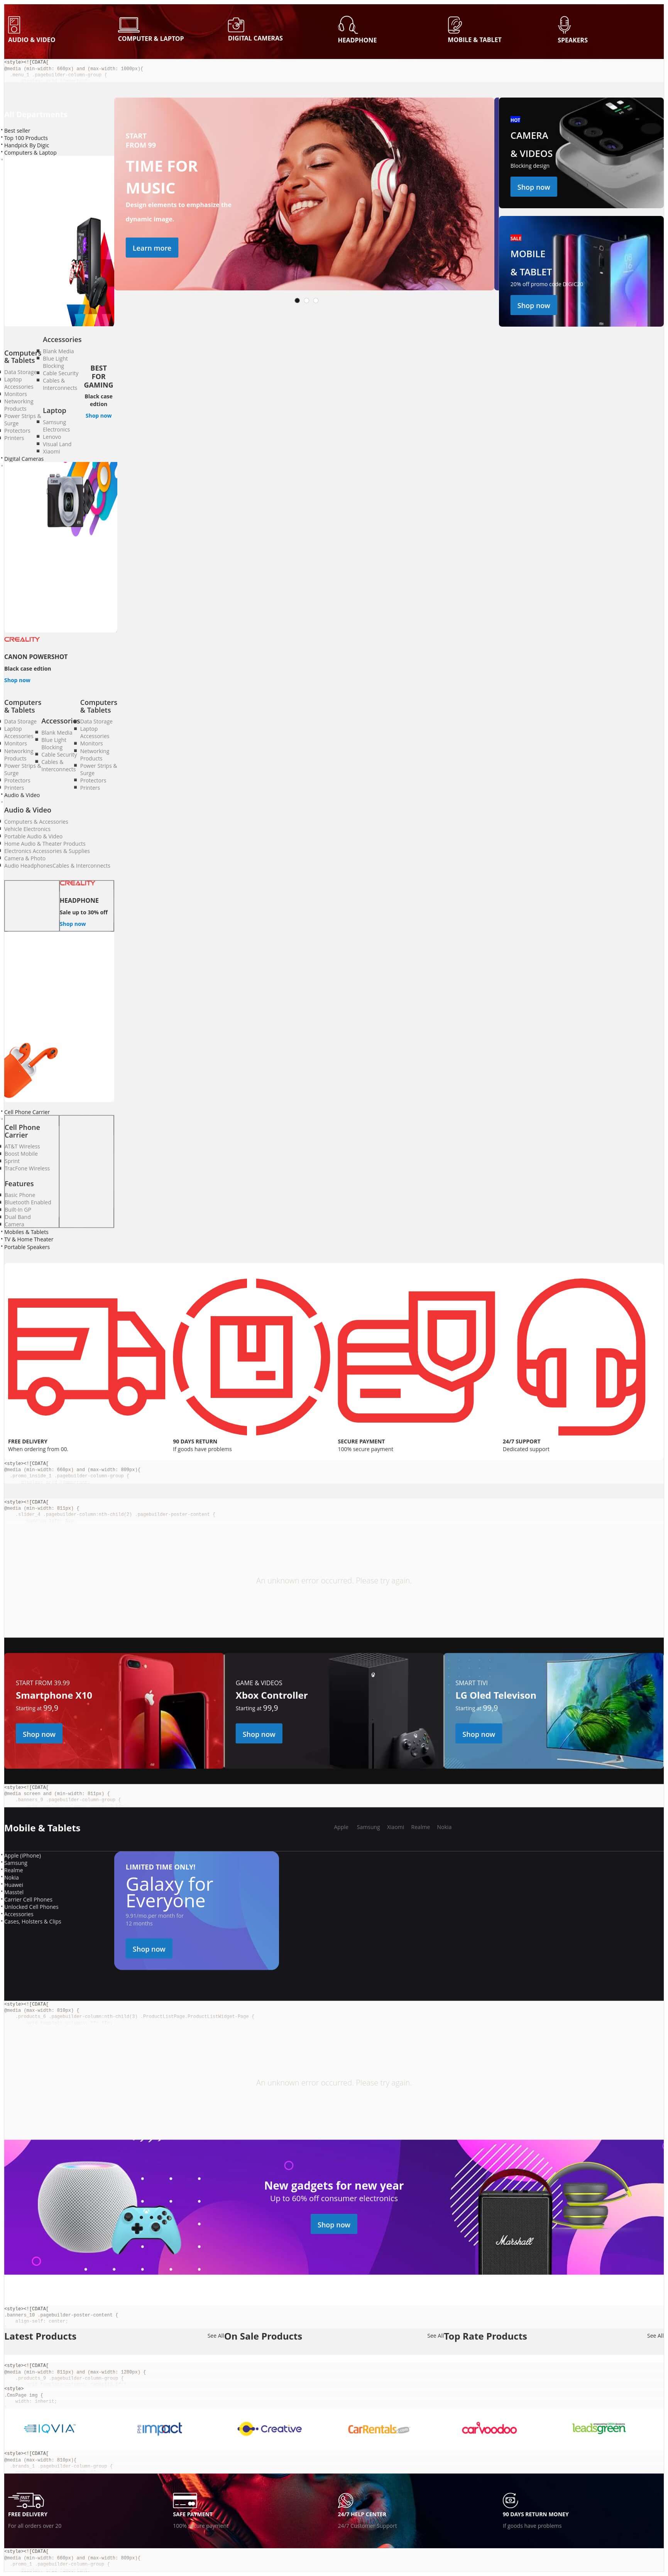 AUDIO & VIDEO
COMPUTER & LAPTOP
DIGITAL CAMERAS
HEADPHONE
MOBILE & TABLET
SPEAKERS
<style><![CDATA[
@media (min-width: 600px) and (max-width: 1000px){
.menu_1 .pagebuilder-column-group {
All Departments
Best seller
Top 100 Products
Handpick By Digic
Computers & Laptop
START
FROM 99
TIME FOR
MUSIC
Design elements to emphasize the
dynamic image.
Learn more
HOT
CAMERA
& VIDEOS
Blocking design
Shop now
SALE
MOBILE
& TABLET
20% off promo code DIGIC20
Shop now
Computers
& Tablets
Data Storage
Laptop
Accessories
Monitors
Networking
Products
Power Strips &
Surge
Protectors
Printers
Accessories
Blank Media
Blue Light
Blocking
Cable Security
Cables &
Interconnects
Laptop
Samsung
Electronics
Lenovo
Visual Land
Xiaomi
BEST
FOR
GAMING
Black case
edtion
Shop now
Digital Cameras
CREALITY
CANON POWERSHOT
Black case edtion
Shop now
Computers
& Tablets
Data Storage
Laptop
Accessories
Monitors
Networking
Products
Power Strips &
Surge
Protectors
Printers
Accessories
Blank Media
Blue Light
Blocking
Cable Security
Cables &
Interconnects
Computers
& Tablets
Data Storage
Laptop
Accessories
Monitors
Networking
Products
Power Strips &
Surge
Protectors
Printers
Audio & Video
Audio & Video
Computers & Accessories
Vehicle Electronics
Portable Audio & Video
Home Audio & Theater Products
Electronics Accessories & Supplies
Camera & Photo
Audio HeadphonesCables & Interconnects
CREALITY
HEADPHONE
Sale up to 30% off
Shop now
Cell Phone Carrier
Cell Phone
Carrier
AT&T Wireless
Boost Mobile
Sprint
TracFone Wireless
Features
Basic Phone
Bluetooth Enabled
Built-in GP
Dual Band
Camera
Mobiles & Tablets
TV & Home Theater
Portable Speakers
FREE DELIVERY
When ordering from 00.
90 DAYS RETURN
If goods have problems
SECURE PAYMENT
100% secure payment
24/7 SUPPORT
Dedicated support
<style><![CDATA[
@media (min-width: 600px) and (max-width: 800px){
.promo_inside_1 .pagebuilder-column-group {
<style><![CDATA[
@media (min-width: 811px) {
.slider_4 .pagebuilder-column:nth-child(2) .pagebuilder-poster-content {
An unknown error occurred. Please try again.
START FROM 39.99
Smartphone X10
Starting at 99,9
Shop now
GAME & VIDEOS
Xbox Controller
Starting at 99,9
Shop now
SMART TIVI
LG Oled Televison
Starting at 99,9
Shop now
<style><![CDATA[
@media screen and (min-width: 811px) {
.banners_9 .pagebuilder-column-group {
Mobile & Tablets
Apple
Samsung
Xiaomi
Realme
Nokia
Apple (iPhone)
Samsung
Realme
Nokia
Huawei
Masstel
Carrier Cell Phones
Unlocked Cell Phones
Accessories
Cases, Holsters & Clips
LIMITED TIME ONLY!
Galaxy for
Everyone
9.91/mo.per month for
12 months
Shop now
<style><![CDATA[
@media (max-width: 810px) {
.products_6 .pagebuilder-column:nth-child(3) .ProductListPage.ProductListWidget-Page {
An unknown error occurred. Please try again.
New gadgets for new year
Up to 60% off consumer electronics
Shop now
Marshall
<style><![CDATA[
.banners_10 .pagebuilder-poster-content {
align-self: center;
Latest Products
See All
On Sale Products
See All
Top Rate Products
See All
<style><![CDATA[
@media (min-width: 811px) and (max-width: 1200px) {
.products_9 .pagebuilder-column-group {
<style>
.CmsPage img {
width: inherit;
IQVIA
impact
Creative
CarRentals
carvoodoo
leadsgreen
<style><![CDATA[
@media (max-width: 810px){
.brands_1 .pagebuilder-column-group {
FAST
FREE DELIVERY
For all orders over 20
SAFE PAYMENT
100% secure payment
24/7 HELP CENTER
24/7 Customer Support
90 DAYS RETURN MONEY
If goods have problems
<style><![CDATA[
@media (min-width: 600px) and (max-width: 800px){
.promo_1 .pagebuilder-column-group {